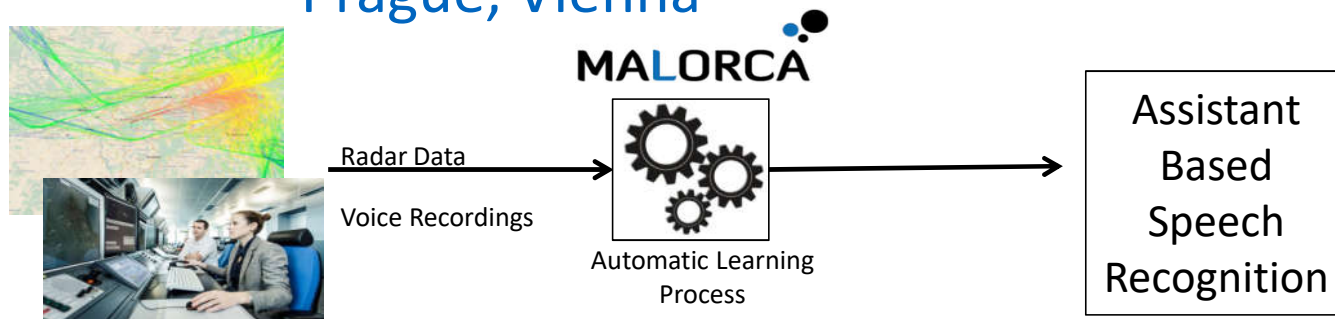 Prague, Vienna
MALORCA
Radar Data
Voice Recordings
Automatic Learning
Process
Assistant
Based
Speech
Recognition